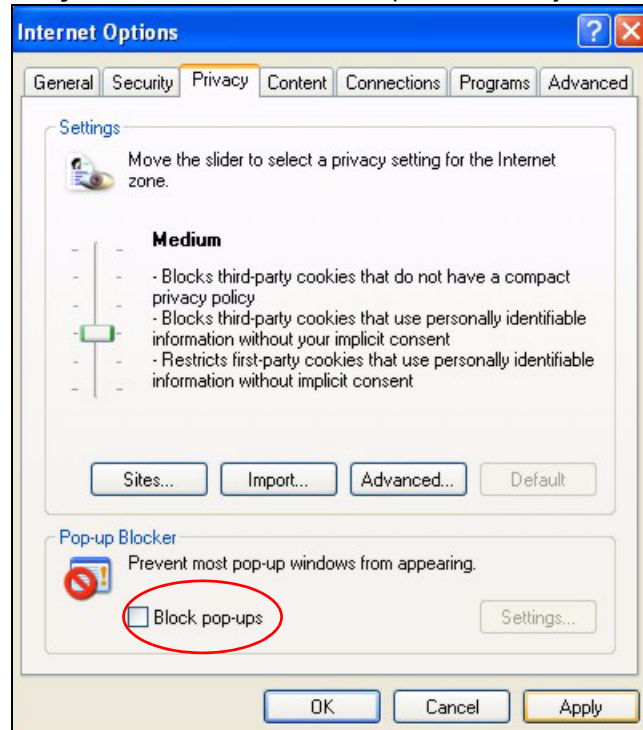 Internet Options
General Security Privacy Content Connections Programs Advanced
Settings
Move the slider to select a privacy setting for the Internet
zone.
Medium
- Blocks third-party cookies that do not have a compact
privacy policy
- Blocks third-party cookies that use personally identifiable
information without your implicit consent
- Restricts first-party cookies that use personally identifiable
information without implicit consent
Sites... Import... Advanced... Default
Pop-up Blocker
Prevent most pop-up windows from appearing.
Block pop-ups Settings...
OK Cancel Apply